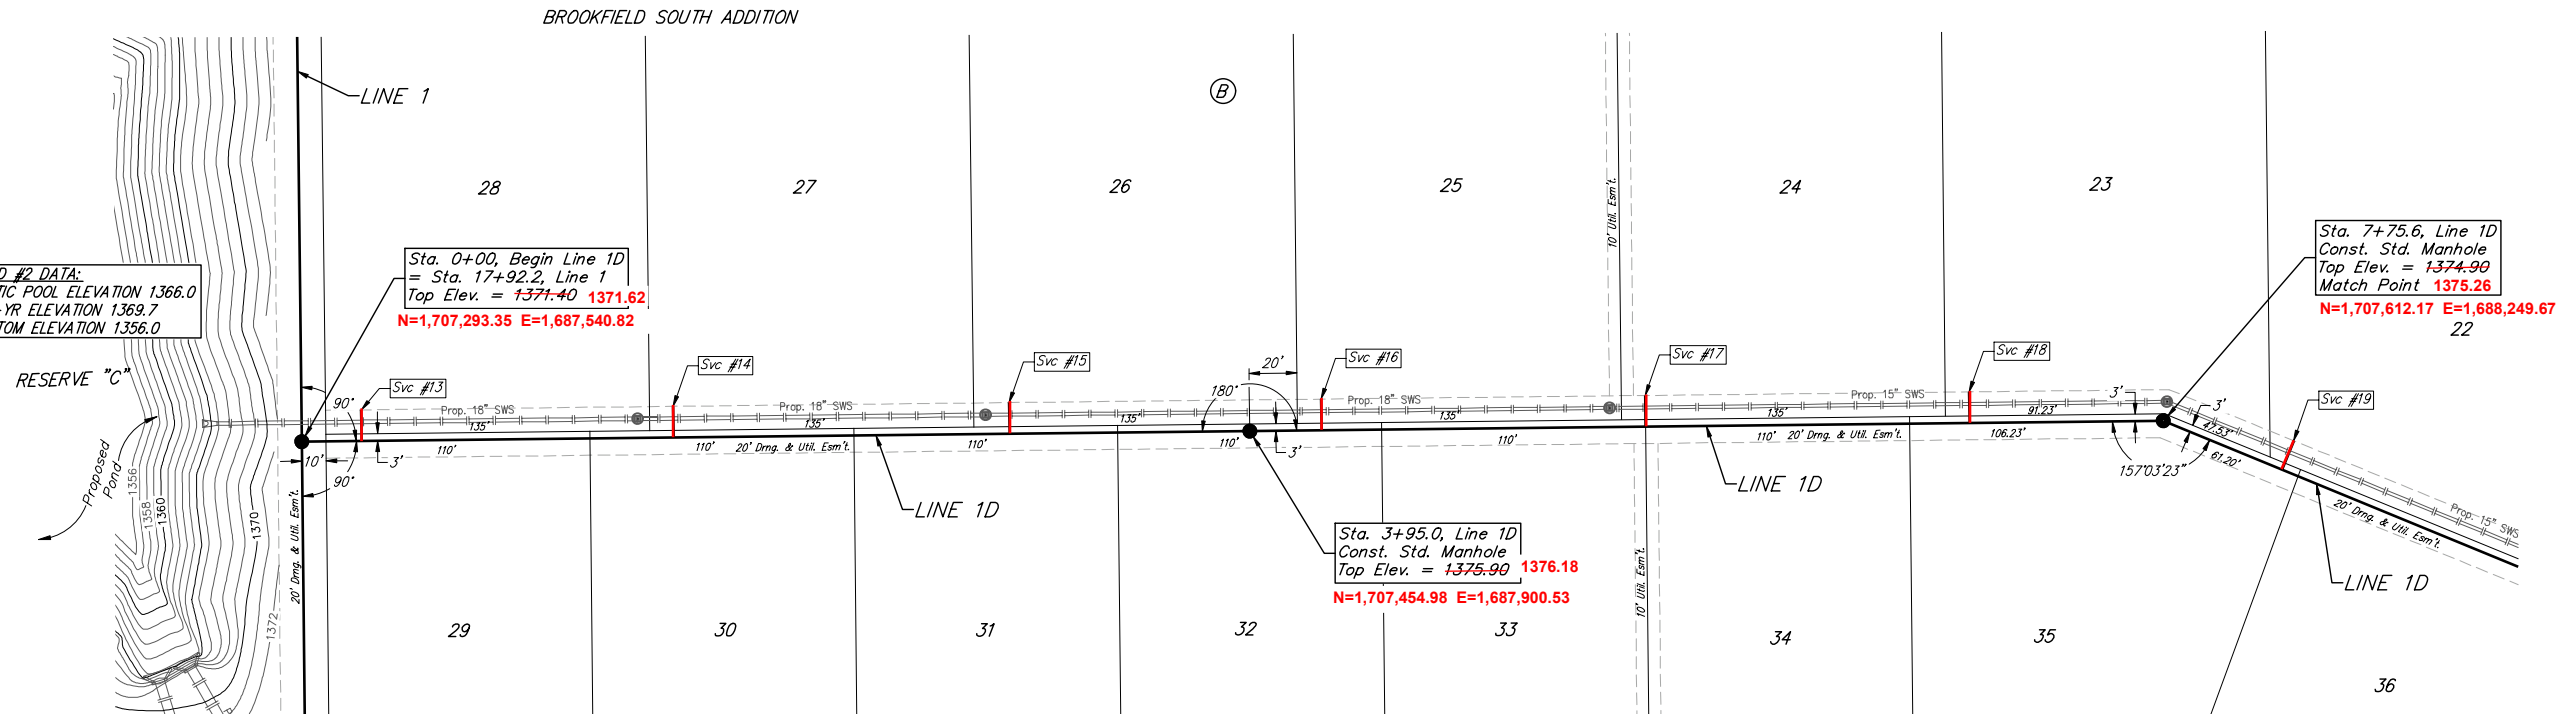 BROOKFIELD SOUTH ADDITION
LINE 1
B
28
27
26
25
24
23
22
10' Util. Esm't.
Sta. 0+00, Begin Line 1D
= Sta. 17+92.2, Line 1
Top Elev. = 1371.40 1371.62
N=1,707,293.35 E=1,687,540.82
Sta. 7+75.6, Line 1D
Const. Std. Manhole
Top Elev. = 1374.90
Match Point 1375.26
N=1,707,612.17 E=1,688,249.67
#2 DATA:
POOL ELEVATION 1366.0
YR ELEVATION 1369.7
ELEVATION 1356.0
RESERVE "C"
Proposed
Pond
1356
1358
1360
1370
1372
20' Drng. & Util. Esm't.
Svc #13
Svc #14
Svc #15
Svc #16
Svc #17
Svc #18
Svc #19
20'
180°
90°
90°
10'
3'
3'
3'
3'
Prop. 18" SWS
Prop. 18" SWS
Prop. 18" SWS
Prop. 15" SWS
Prop. 15" SWS
135'
135'
135'
135'
135'
91.23'
47.53'
110'
110'
20' Drng. & Util. Esm't.
110'
110'
110'
110'
20' Drng. & Util. Esm't.
106.23'
61.20'
157°03'23"
20' Drng. & Util. Esm't.
LINE 1D
LINE 1D
LINE 1D
Sta. 3+95.0, Line 1D
Const. Std. Manhole
Top Elev. = 1375.90 1376.18
N=1,707,454.98 E=1,687,900.53
10' Util. Esm't.
29
30
31
32
33
34
35
36